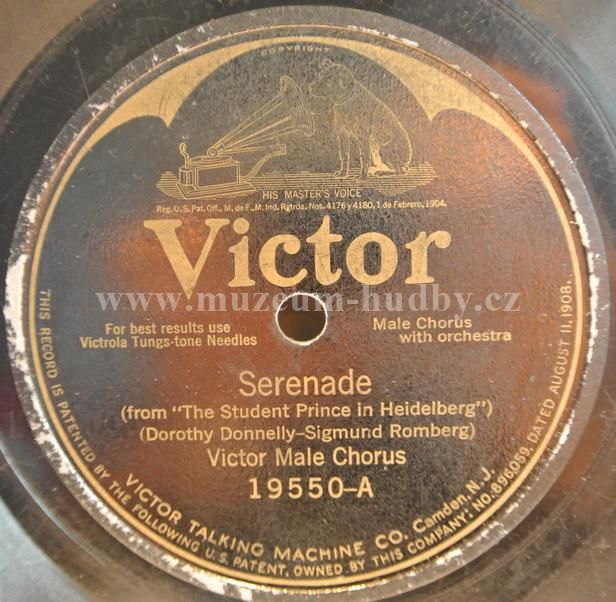 COPYRIGHT
HIS MASTER'S VOICE
Reg. U.S. Pat. Off., M. de F., M. Ind. Rgtrda. Nos. 4176 y 4180, 1 de Febrero, 1904.
Victor
www.muzeum-hudby.cz
For best results use
Victrola Tungs-tone Needles
Male Chorus
with orchestra
Serenade
(from "The Student Prince in Heidelberg")
(Dorothy Donnelly–Sigmund Romberg)
Victor Male Chorus
19550-A
VICTOR TALKING MACHINE CO. Camden, N.J.
THIS RECORD IS PATENTED BY THE FOLLOWING U.S. PATENT, OWNED BY THIS COMPANY: NO. 896,059, DATED AUGUST 11, 1908.